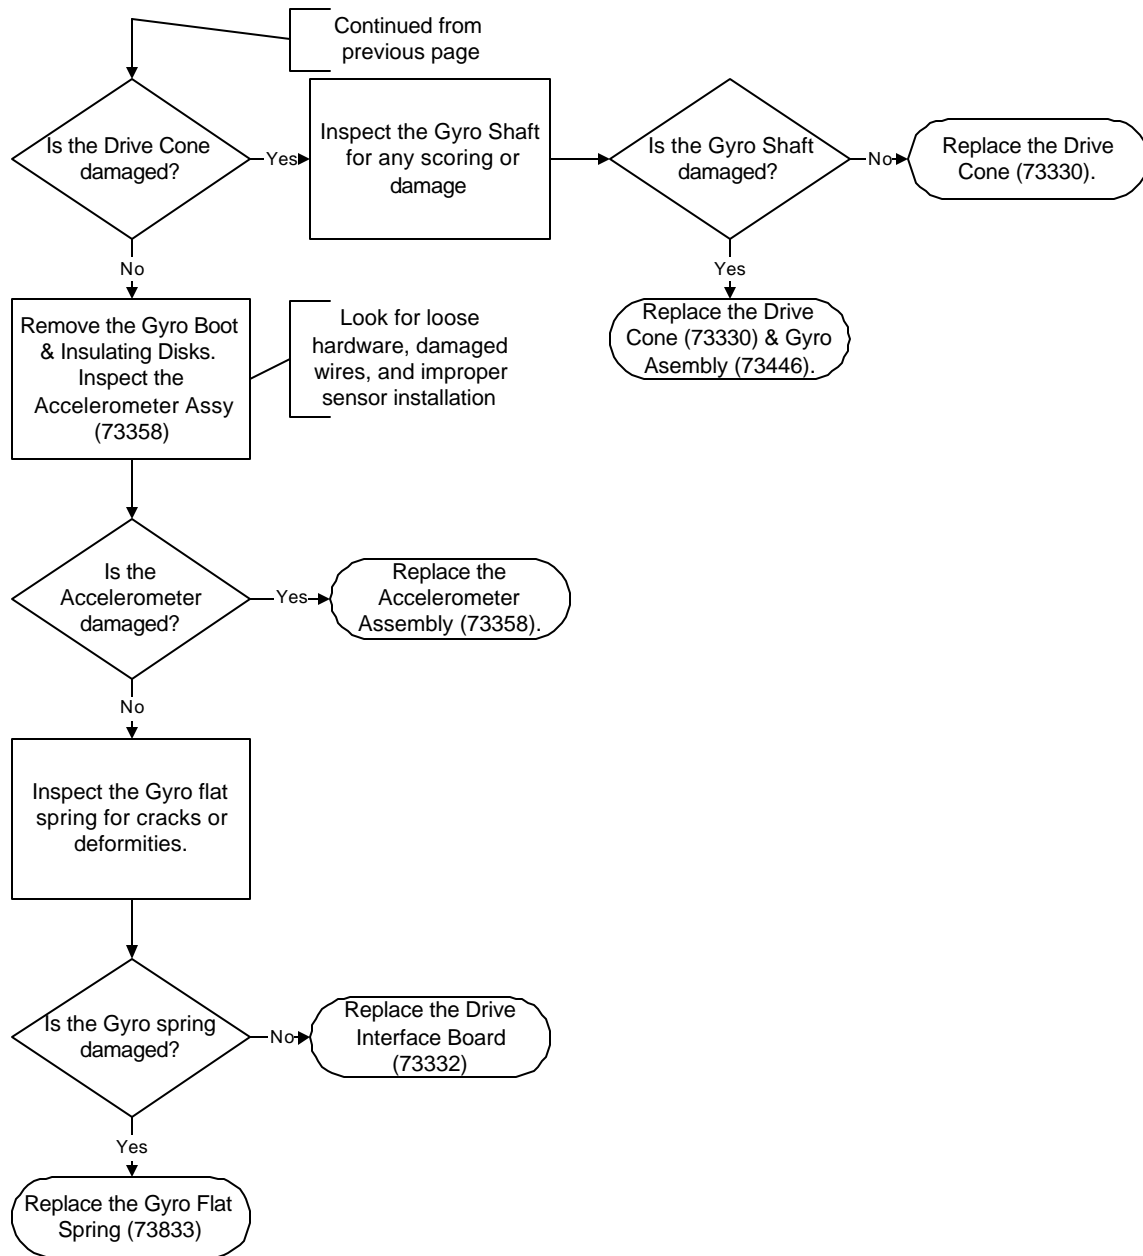 Continued from
previous page
Is the Drive Cone
damaged?
Yes
Inspect the Gyro Shaft
for any scoring or
damage
Is the Gyro Shaft
damaged?
No
Replace the Drive
Cone (73330).
No
Yes
Remove the Gyro Boot
& Insulating Disks.
Inspect the
Accelerometer Assy
(73358)
Look for loose
hardware, damaged
wires, and improper
sensor installation
Replace the Drive
Cone (73330) & Gyro
Asembly (73446).
Is the
Accelerometer
damaged?
Yes
Replace the
Accelerometer
Assembly (73358).
No
Inspect the Gyro flat
spring for cracks or
deformities.
Is the Gyro spring
damaged?
No
Replace the Drive
Interface Board
(73332)
Yes
Replace the Gyro Flat
Spring (73833)